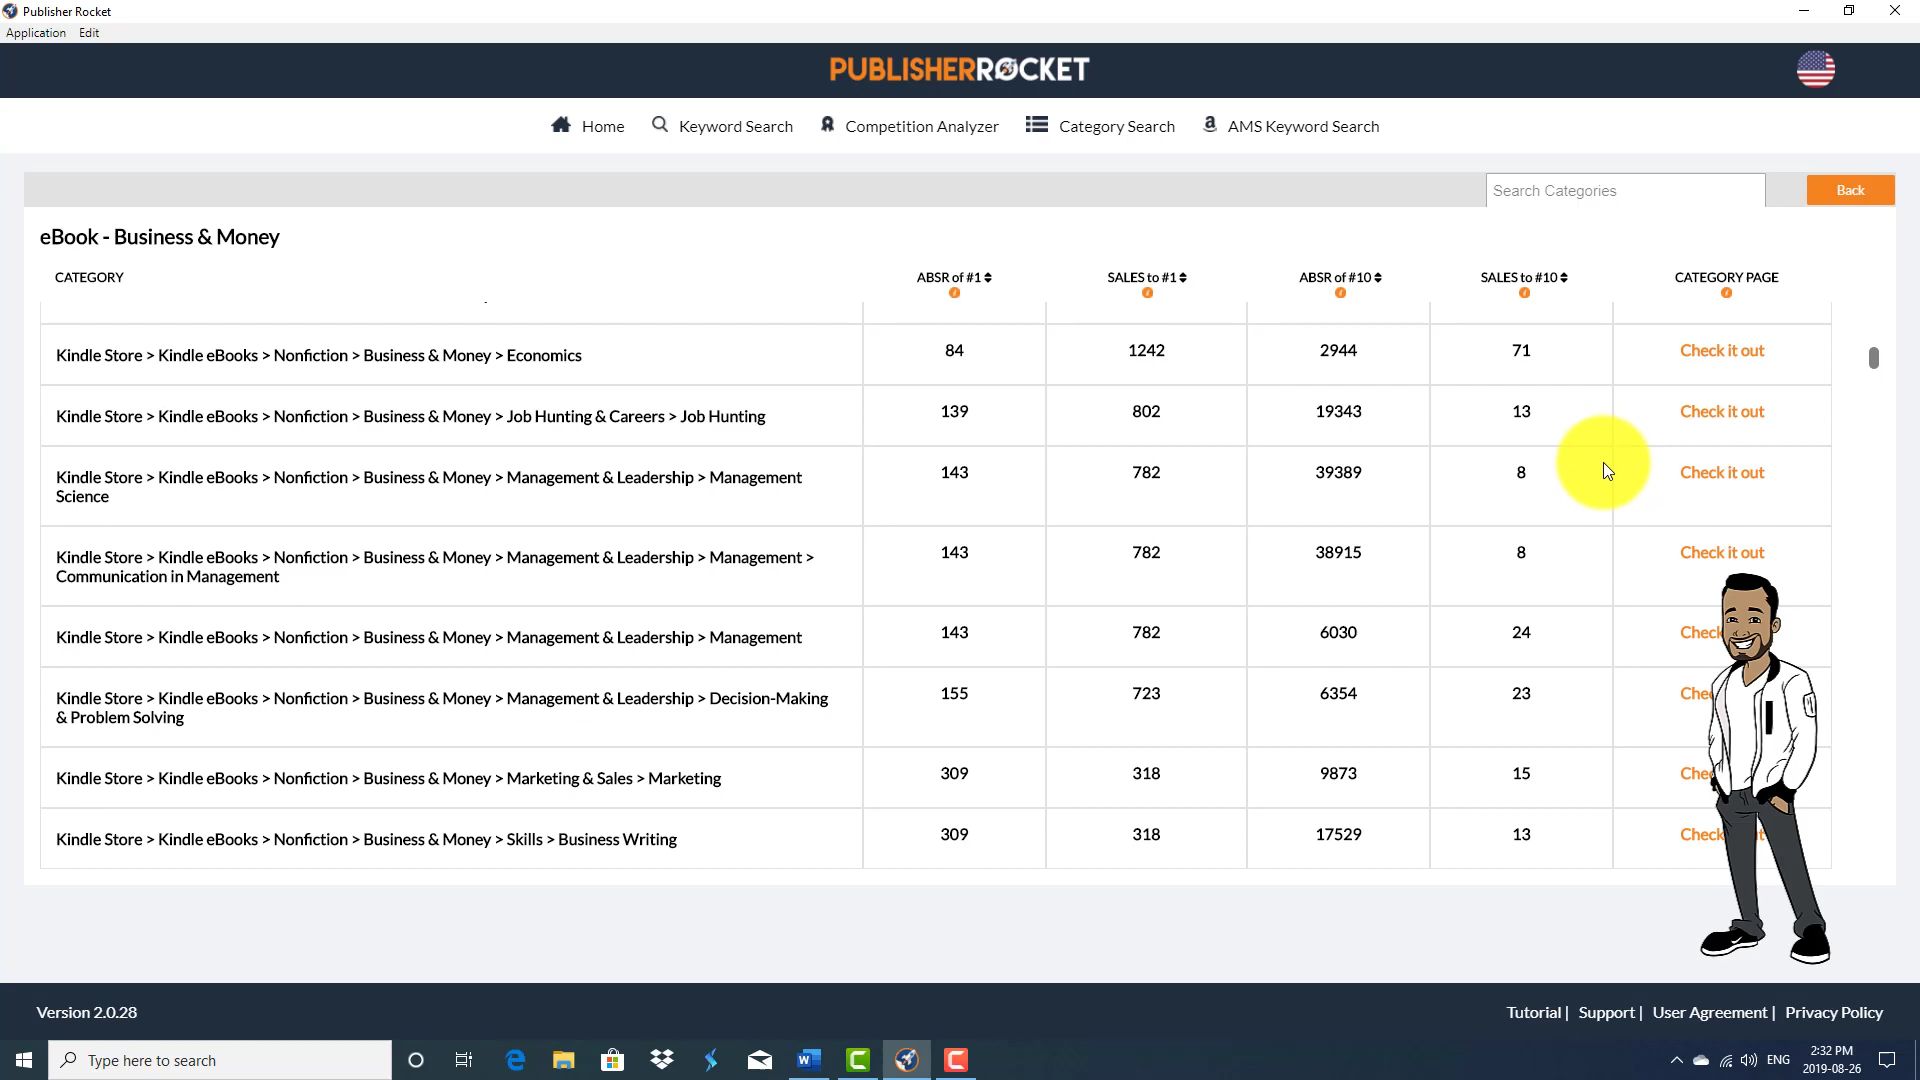 Publisher Rocket
Application Edit
PUBLISHERROCKET
Home Keyword Search Competition Analyzer Category Search AMS Keyword Search
Search Categories Back
eBook - Business & Money
CATEGORY ABSR of #1 SALES to #1 ABSR of #10 SALES to #10 CATEGORY PAGE
Kindle Store > Kindle eBooks > Nonfiction > Business & Money > Economics 84 1242 2944 71 Check it out
Kindle Store > Kindle eBooks > Nonfiction > Business & Money > Job Hunting & Careers > Job Hunting 139 802 19343 13 Check it out
Kindle Store > Kindle eBooks > Nonfiction > Business & Money > Management & Leadership > Management 143 782 39389 8 Check it out
Science
Kindle Store > Kindle eBooks > Nonfiction > Business & Money > Management & Leadership > Management > 143 782 38915 8 Check it out
Communication in Management
Kindle Store > Kindle eBooks > Nonfiction > Business & Money > Management & Leadership > Management 143 782 6030 24 Check
Kindle Store > Kindle eBooks > Nonfiction > Business & Money > Management & Leadership > Decision-Making 155 723 6354 23
& Problem Solving
Kindle Store > Kindle eBooks > Nonfiction > Business & Money > Marketing & Sales > Marketing 309 318 9873 15
Kindle Store > Kindle eBooks > Nonfiction > Business & Money > Skills > Business Writing 309 318 17529 13 Check
Version 2.0.28 Tutorial | Support | User Agreement | Privacy Policy
Type here to search ENG 2:32 PM
2019-08-26